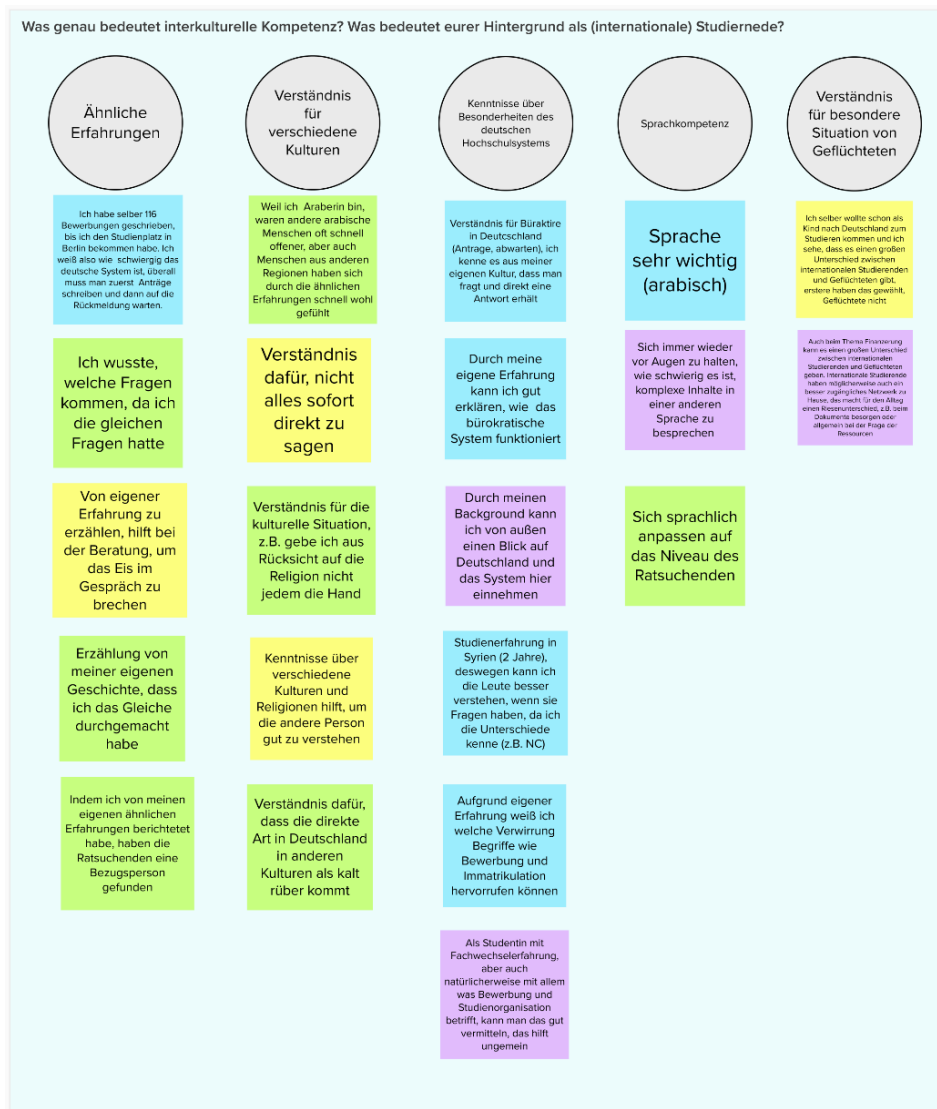 Was genau bedeutet interkulturelle Kompetenz? Was bedeutet eurer Hintergrund als (internationale) Studiernede?
Ähnliche
Erfahrungen
Ich habe selber 116
Bewerbungen geschrieben,
bis ich den Studienplatz in
Berlin bekommen habe. Ich
weiß also wie schwiergig das
deutsche System ist, überall
muss man zuerst Anträge
schreiben und dann auf die
Rückmeldung warten.
Ich wusste,
welche Fragen
kommen, da ich
die gleichen
Fragen hatte
Von eigener
Erfahrung zu
erzählen, hilft bei
der Beratung, um
das Eis im
Gespräch zu
brechen
Erzählung von
meiner eigenen
Geschichte, dass
ich das Gleiche
durchgemacht
habe
Indem ich von meinen
eigenen ähnlichen
Erfahrungen berichtetet
habe, haben die
Ratsuchenden eine
Bezugsperson
gefunden
Verständnis
für
verschiedene
Kulturen
Weil ich Araberin bin,
waren andere arabische
Menschen oft schnell
offener, aber auch
Menschen aus anderen
Regionen haben sich
durch die ähnlichen
Erfahrungen schnell wohl
gefühlt
Verständnis
dafür, nicht
alles sofort
direkt zu
sagen
Verständnis für die
kulturelle Situation,
z.B. gebe ich aus
Rücksicht auf die
Religion nicht
jedem die Hand
Kenntnisse über
verschiedene
Kulturen und
Religionen hilft, um
die andere Person
gut zu verstehen
Verständnis dafür,
dass die direkte
Art in Deutschland
in anderen
Kulturen als kalt
rüber kommt
Kenntnisse über
Besonderheiten des
deutschen
Hochschulsystems
Verständnis für Büraktire
in Deutcschland
(Antrage, abwarten), ich
kenne es aus meiner
eigenen Kultur, dass man
fragt und direkt eine
Antwort erhält
Durch meine
eigene Erfahrung
kann ich gut
erklären, wie das
bürokratische
System funktioniert
Durch meinen
Background kann
ich von außen
einen Blick auf
Deutschland und
das System hier
einnehmen
Studienerfahrung in
Syrien (2 Jahre),
deswegen kann ich
die Leute besser
verstehen, wenn sie
Fragen haben, da ich
die Unterschiede
kenne (z.B. NC)
Aufgrund eigener
Erfahrung weiß ich
welche Verwirrung
Begriffe wie
Bewerbung und
Immatrikulation
hervorrufen können
Als Studentin mit
Fachwechselerfahrung,
aber auch
natürlicherweise mit allem
was Bewerbung und
Studienorganisation
betrifft, kann man das gut
vermitteln, das hilft
ungemein
Sprachkompetenz
Sprache
sehr wichtig
(arabisch)
Sich immer wieder
vor Augen zu halten,
wie schwierig es ist,
komplexe Inhalte in
einer anderen
Sprache zu
besprechen
Sich sprachlich
anpassen auf
das Niveau des
Ratsuchenden
Verständnis
für besondere
Situation von
Geflüchteten
Ich selber wollte schon als
Kind nach Deutschland zum
Studieren kommen und ich
sehe, dass es einen großen
Unterschied zwischen
internationalen Studierenden
und Geflüchteten gibt,
erstere haben das gewählt,
Geflüchtete nicht
Auch beim Thema Finanzerung
kann es einen großen Unterschied
zwischen internationalen
Studierenden und Geflüchteten
geben. Internationale Studierende
haben möglicherweise auch ein
besser zugängliches Netzwerk zu
Hause, das macht für den Alltag
einen Riesenunterschied, z.B. beim
Dokumente besorgen oder
allgemein bei der Frage der
Ressourcen